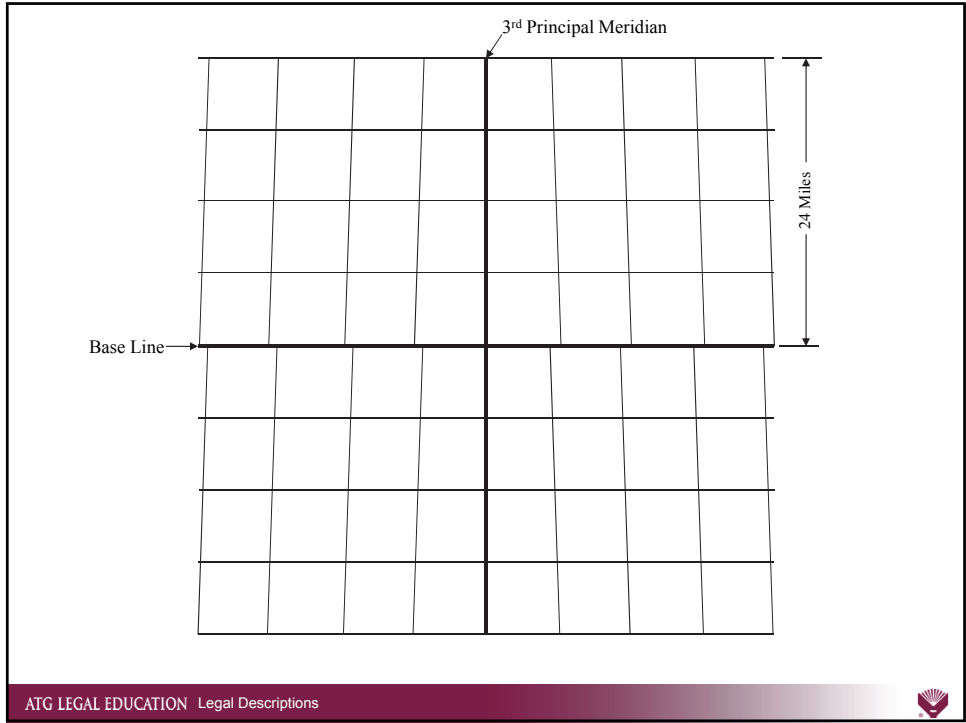 3rd Principal Meridian
24 Miles
Base Line
ATG LEGAL EDUCATION Legal Descriptions